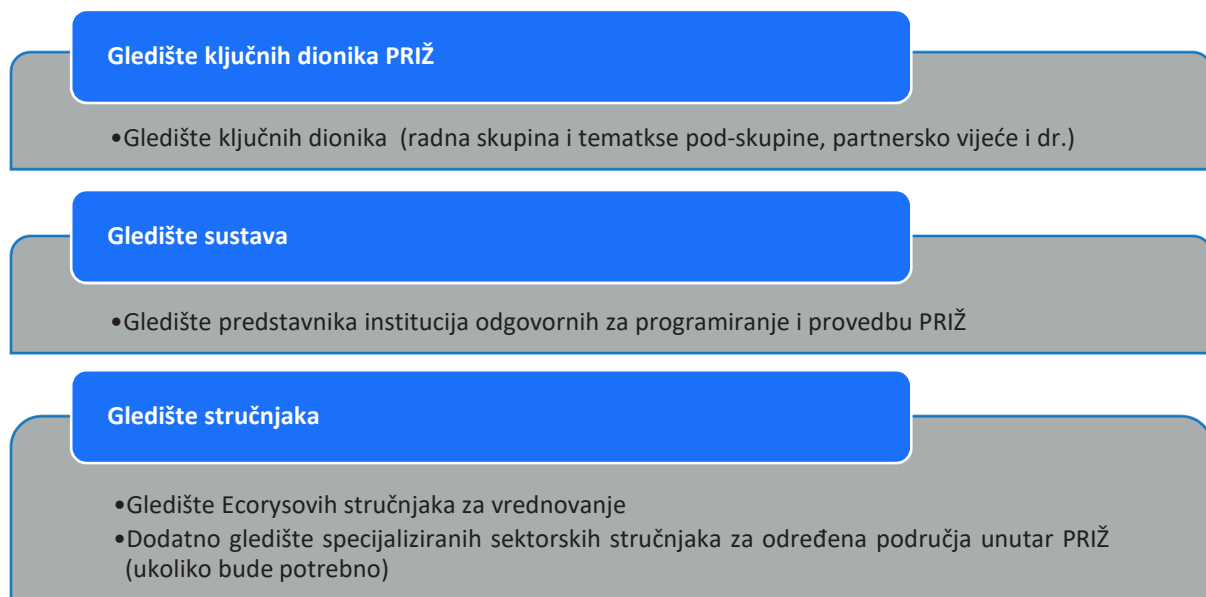 Gledište ključnih dionika PRIŽ
•Gledište ključnih dionika (radna skupina i tematkse pod-skupine, partnersko vijeće i dr.)
Gledište sustava
•Gledište predstavnika institucija odgovornih za programiranje i provedbu PRIŽ
Gledište stručnjaka
•Gledište Ecorysovih stručnjaka za vrednovanje
•Dodatno gledište specijaliziranih sektorskih stručnjaka za određena područja unutar PRIŽ
(ukoliko bude potrebno)